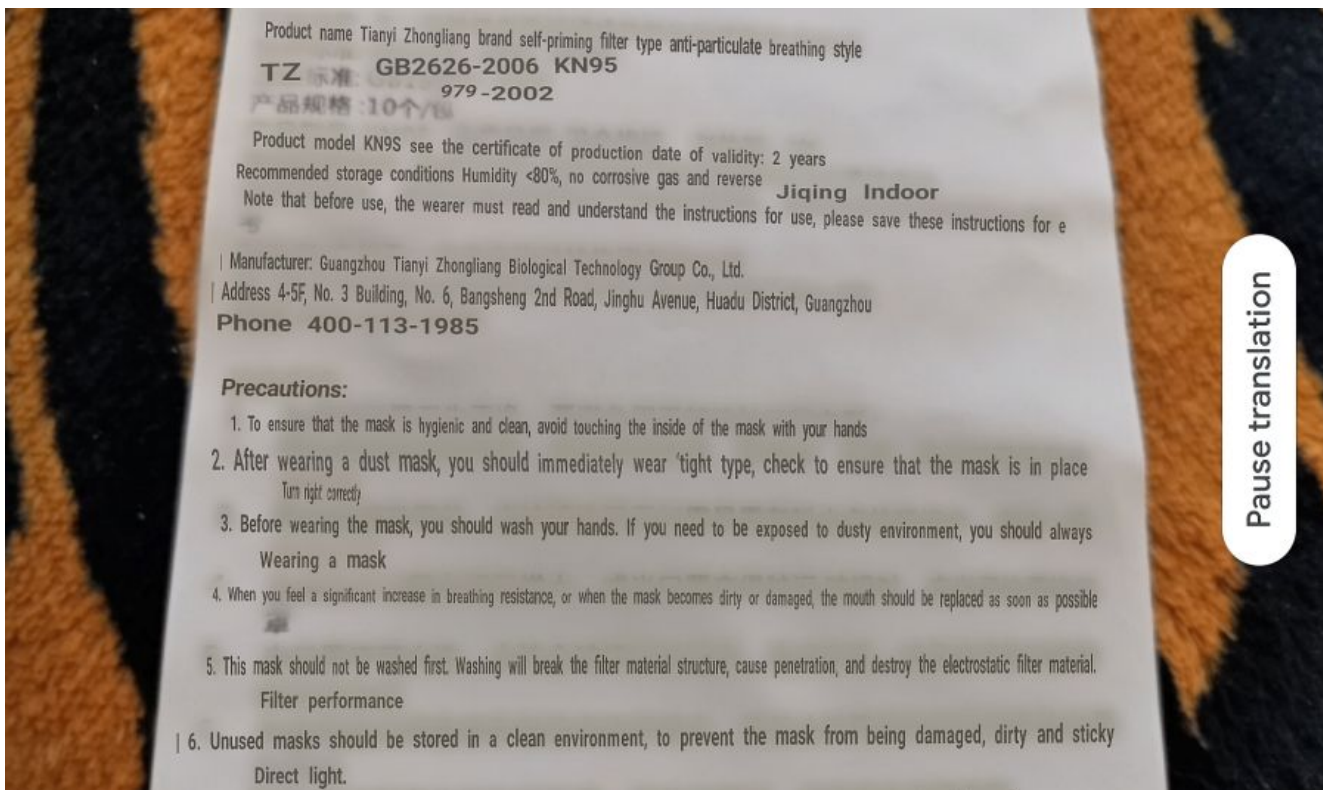 Product name Tianyi Zhongliang brand self-priming filter type anti-particulate breathing style
TZ 标准: GB2626-2006 KN95
979-2002
产品规格:10个/包
Product model KN9S see the certificate of production date of validity: 2 years
Recommended storage conditions Humidity <80%, no corrosive gas and reverse Jiqing Indoor
Note that before use, the wearer must read and understand the instructions for use, please save these instructions for e
| Manufacturer: Guangzhou Tianyi Zhongliang Biological Technology Group Co., Ltd.
| Address 4-5F, No. 3 Building, No. 6, Bangsheng 2nd Road, Jinghu Avenue, Huadu District, Guangzhou
Phone 400-113-1985
Precautions:
1. To ensure that the mask is hygienic and clean, avoid touching the inside of the mask with your hands
2. After wearing a dust mask, you should immediately wear 'tight type, check to ensure that the mask is in place
Turn right correctly
3. Before wearing the mask, you should wash your hands. If you need to be exposed to dusty environment, you should always
Wearing a mask
4. When you feel a significant increase in breathing resistance, or when the mask becomes dirty or damaged, the mouth should be replaced as soon as possible
5. This mask should not be washed first. Washing will break the filter material structure, cause penetration, and destroy the electrostatic filter material.
Filter performance
| 6. Unused masks should be stored in a clean environment, to prevent the mask from being damaged, dirty and sticky
Direct light.
Pause translation